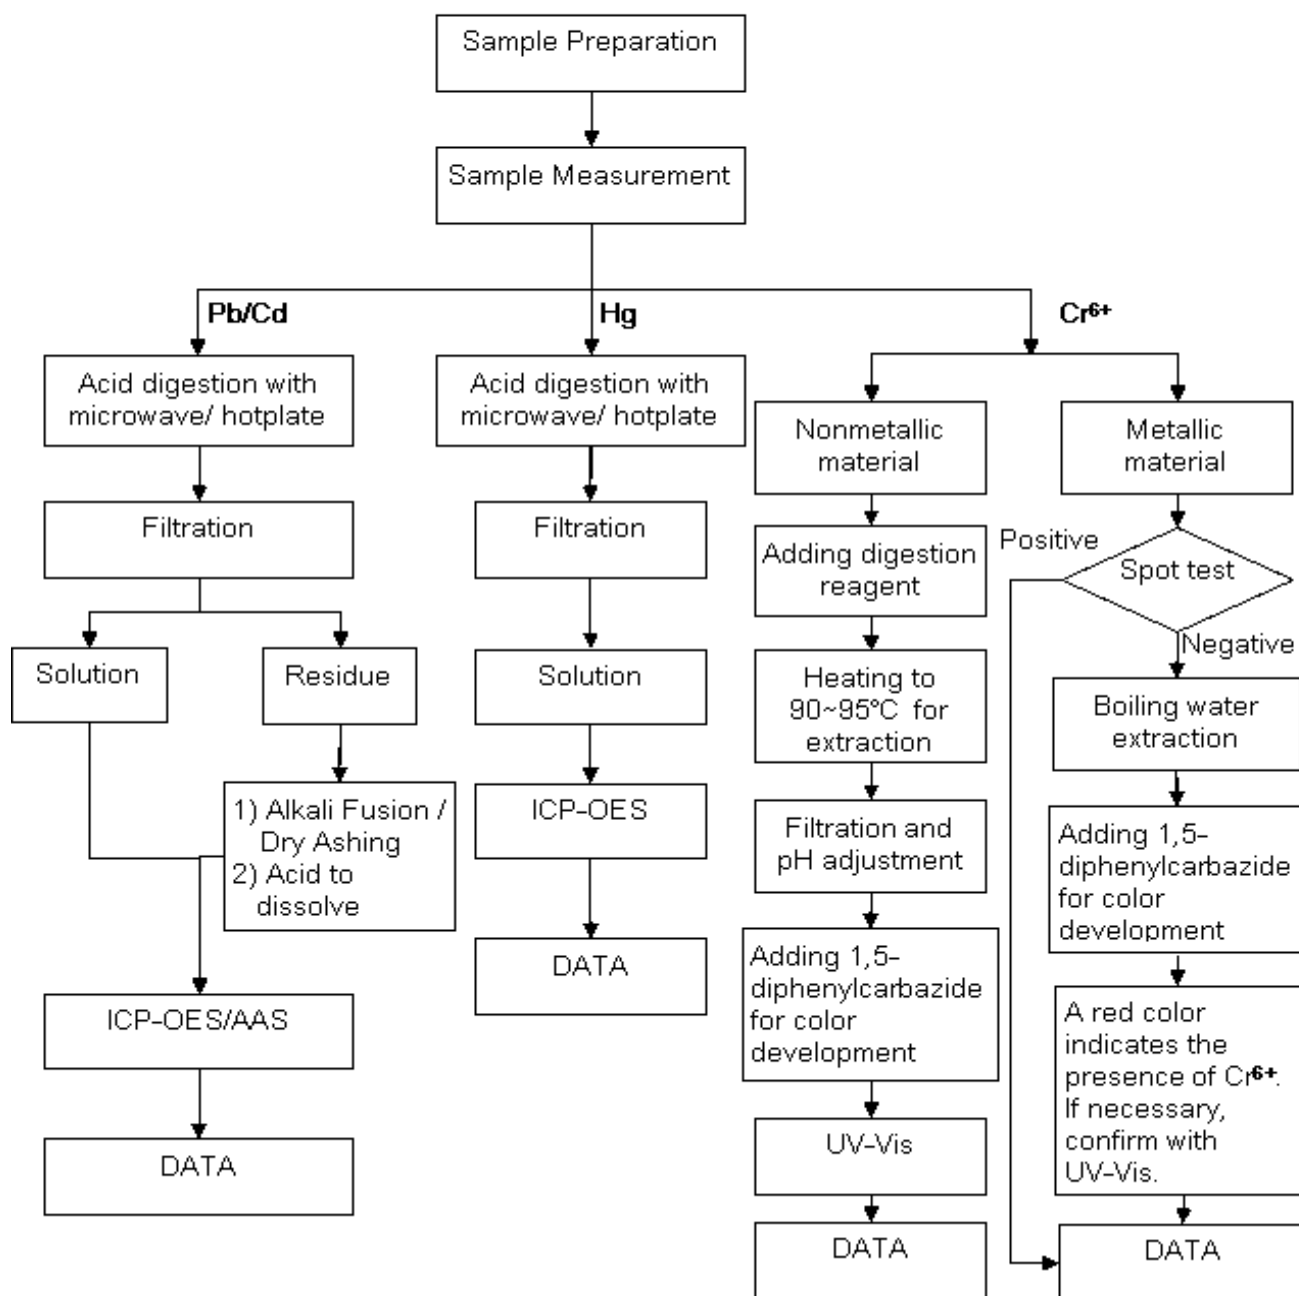 Sample Preparation
Sample Measurement
Pb/Cd
Hg
Cr⁶⁺
Acid digestion with
microwave/ hotplate
Filtration
Solution
Residue
1) Alkali Fusion /
Dry Ashing
2) Acid to
dissolve
ICP-OES/AAS
DATA
Acid digestion with
microwave/ hotplate
Filtration
Solution
ICP-OES
DATA
Nonmetallic
material
Adding digestion
reagent
Heating to
90~95°C for
extraction
Filtration and
pH adjustment
Adding 1,5-
diphenylcarbazide
for color
development
UV-Vis
DATA
Metallic
material
Positive
Spot test
Negative
Boiling water
extraction
Adding 1,5-
diphenylcarbazide
for color
development
A red color
indicates the
presence of Cr⁶⁺.
If necessary,
confirm with
UV-Vis.
DATA